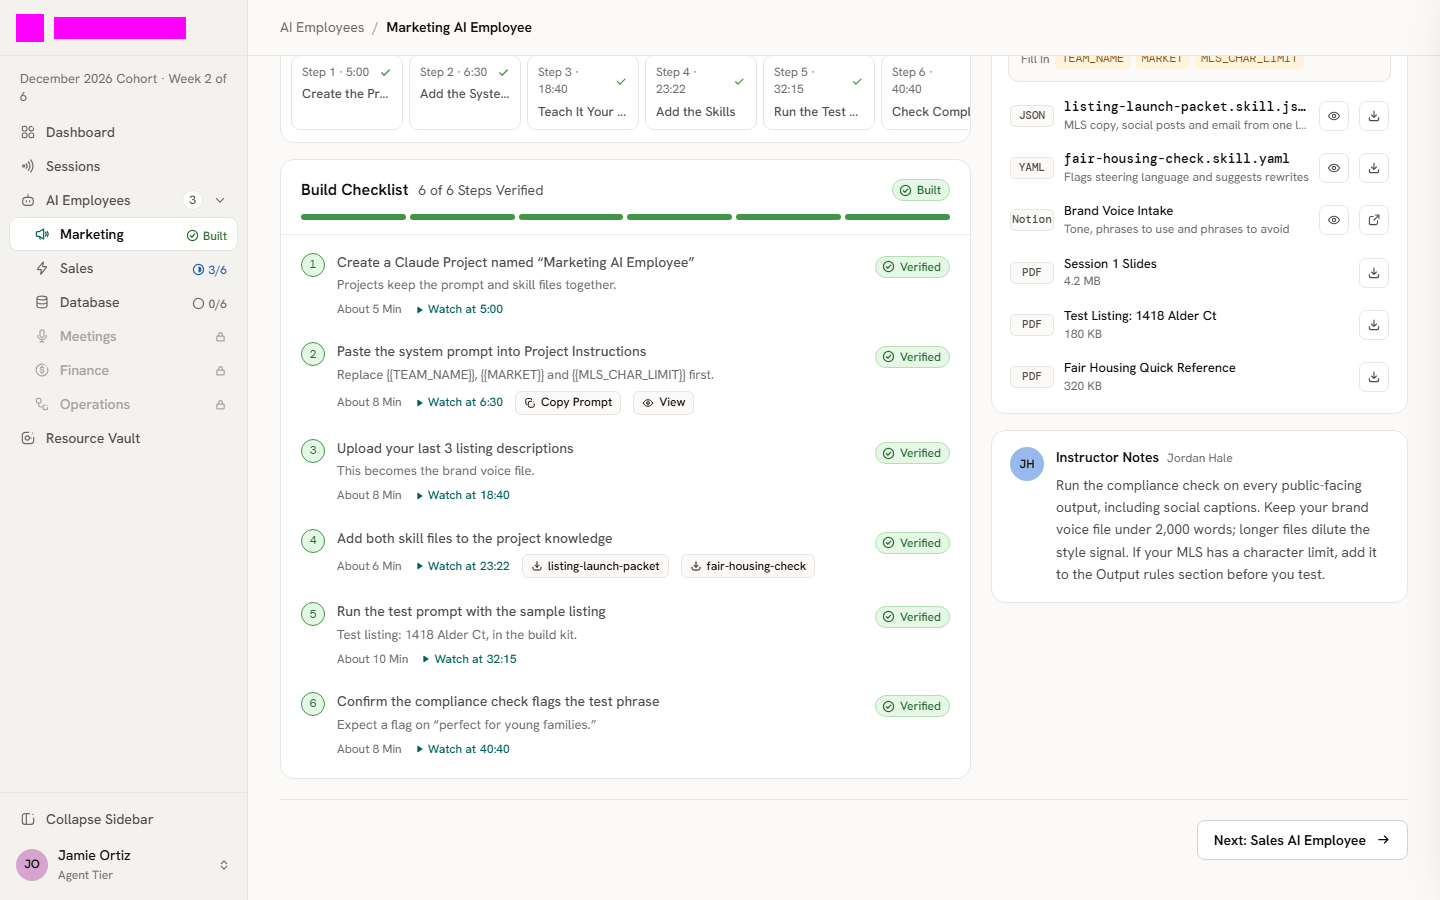 December 2026 Cohort · Week 2 of
6
Dashboard
Sessions
AI Employees 3
Marketing Built
Sales 3/6
Database 0/6
Meetings
Finance
Operations
Resource Vault
Collapse Sidebar
JO
Jamie Ortiz
Agent Tier
AI Employees / Marketing AI Employee
Step 1 · 5:00
Create the Pr...
Step 2 · 6:30
Add the Syste...
Step 3 ·
18:40
Teach It Your ...
Step 4 ·
23:22
Add the Skills
Step 5 ·
32:15
Run the Test ...
Step 6 ·
40:40
Check Compl
Build Checklist 6 of 6 Steps Verified
Built
1 Create a Claude Project named “Marketing AI Employee”
Verified
Projects keep the prompt and skill files together.
About 5 Min Watch at 5:00
2 Paste the system prompt into Project Instructions
Verified
Replace {{TEAM_NAME}}, {{MARKET}} and {{MLS_CHAR_LIMIT}} first.
About 8 Min Watch at 6:30 Copy Prompt View
3 Upload your last 3 listing descriptions
Verified
This becomes the brand voice file.
About 8 Min Watch at 18:40
4 Add both skill files to the project knowledge
Verified
About 6 Min Watch at 23:22 listing-launch-packet fair-housing-check
5 Run the test prompt with the sample listing
Verified
Test listing: 1418 Alder Ct, in the build kit.
About 10 Min Watch at 32:15
6 Confirm the compliance check flags the test phrase
Verified
Expect a flag on “perfect for young families.”
About 8 Min Watch at 40:40
Fill In TEAM_NAME MARKET MLS_CHAR_LIMIT
JSON
listing-launch-packet.skill.js…
MLS copy, social posts and email from one l...
YAML
fair-housing-check.skill.yaml
Flags steering language and suggests rewrites
Notion
Brand Voice Intake
Tone, phrases to use and phrases to avoid
PDF
Session 1 Slides
4.2 MB
PDF
Test Listing: 1418 Alder Ct
180 KB
PDF
Fair Housing Quick Reference
320 KB
JH
Instructor Notes Jordan Hale
Run the compliance check on every public-facing
output, including social captions. Keep your brand
voice file under 2,000 words; longer files dilute the
style signal. If your MLS has a character limit, add it
to the Output rules section before you test.
Next: Sales AI Employee